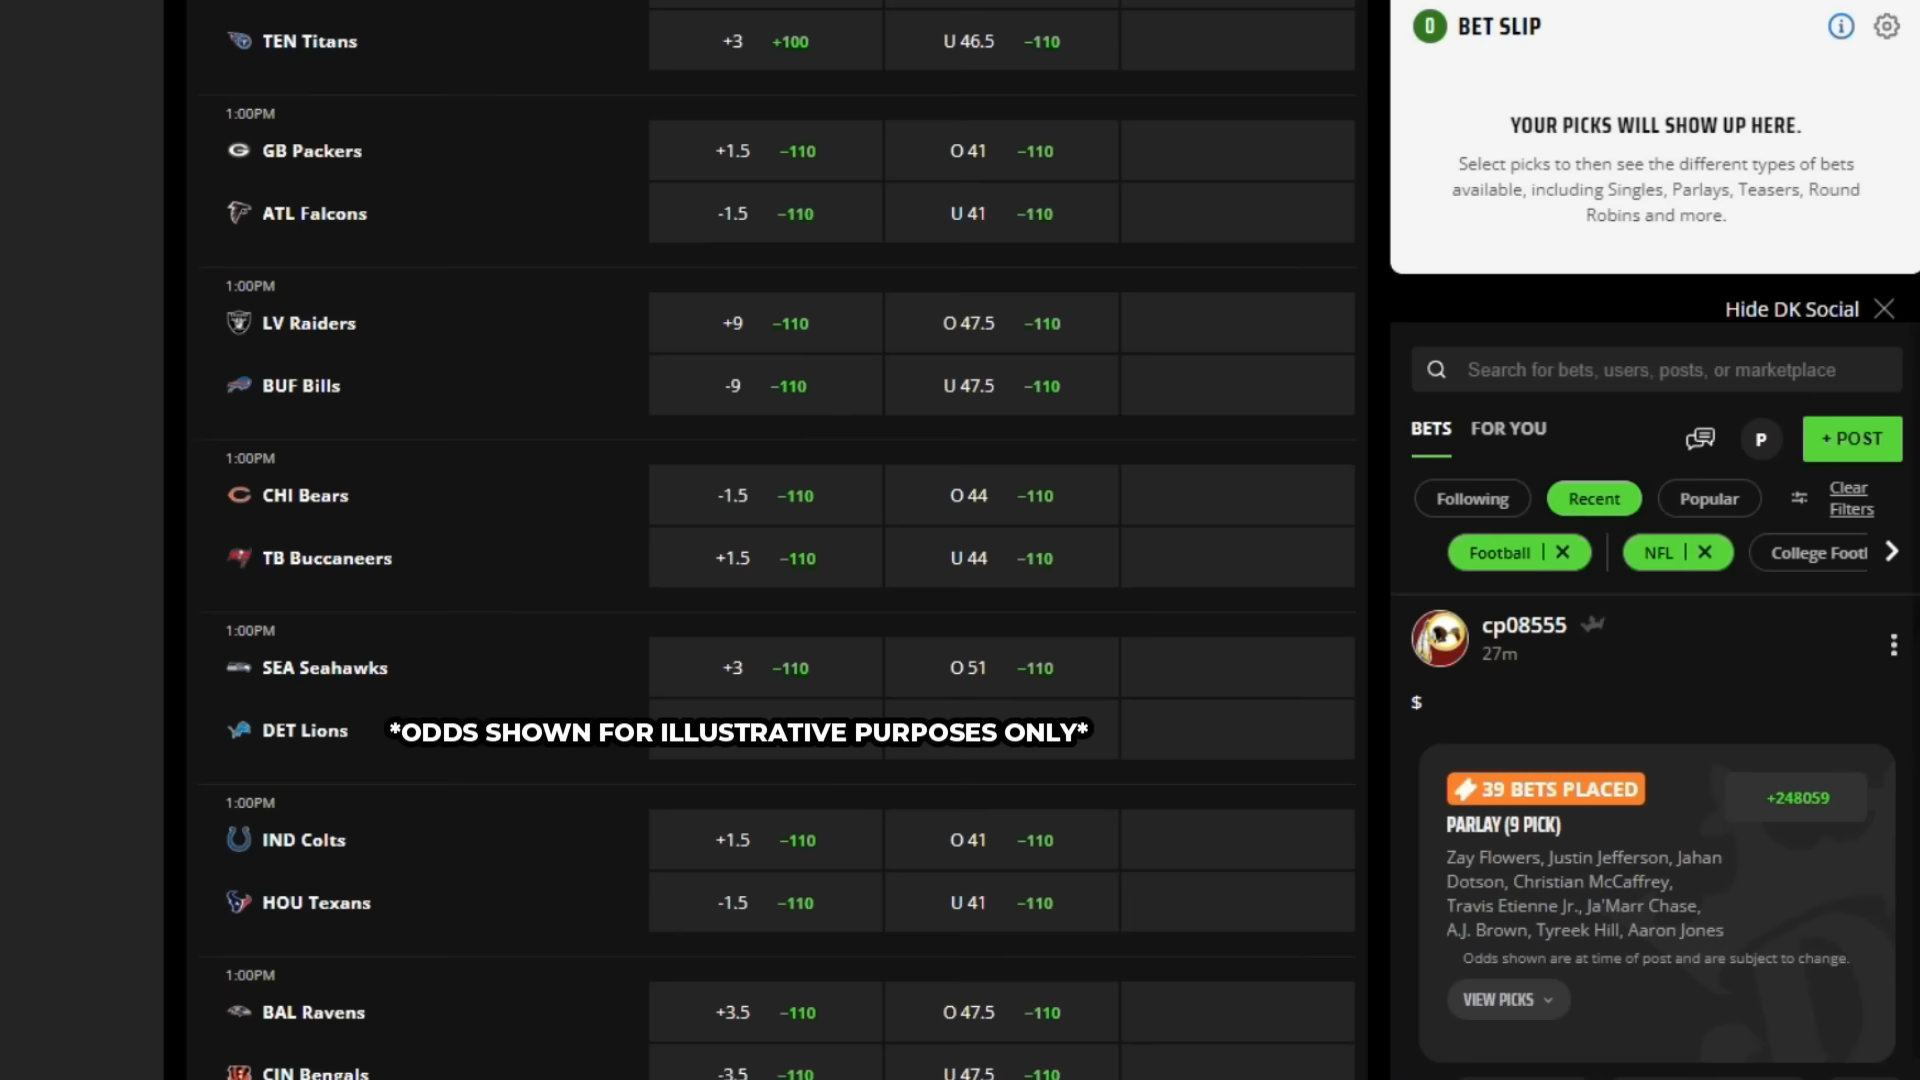 TEN Titans +3 +100 U 46.5 −110
1:00PM
GB Packers +1.5 −110 O 41 −110
ATL Falcons -1.5 −110 U 41 −110
1:00PM
LV Raiders +9 −110 O 47.5 −110
BUF Bills -9 −110 U 47.5 −110
1:00PM
CHI Bears -1.5 −110 O 44 −110
TB Buccaneers +1.5 −110 U 44 −110
1:00PM
SEA Seahawks +3 −110 O 51 −110
DET Lions
*ODDS SHOWN FOR ILLUSTRATIVE PURPOSES ONLY*
1:00PM
IND Colts +1.5 −110 O 41 −110
HOU Texans -1.5 −110 U 41 −110
1:00PM
BAL Ravens +3.5 −110 O 47.5 −110
CIN Bengals -3.5 −110 U 47.5 −110
0 BET SLIP
YOUR PICKS WILL SHOW UP HERE.
Select picks to then see the different types of bets
available, including Singles, Parlays, Teasers, Round
Robins and more.
Hide DK Social
Search for bets, users, posts, or marketplace
BETS FOR YOU P + POST
Following Recent Popular Clear
Filters
Football NFL College Footl
cp08555
27m
$
39 BETS PLACED +248059
PARLAY (9 PICK)
Zay Flowers, Justin Jefferson, Jahan
Dotson, Christian McCaffrey,
Travis Etienne Jr., Ja'Marr Chase,
A.J. Brown, Tyreek Hill, Aaron Jones
Odds shown are at time of post and are subject to change.
VIEW PICKS